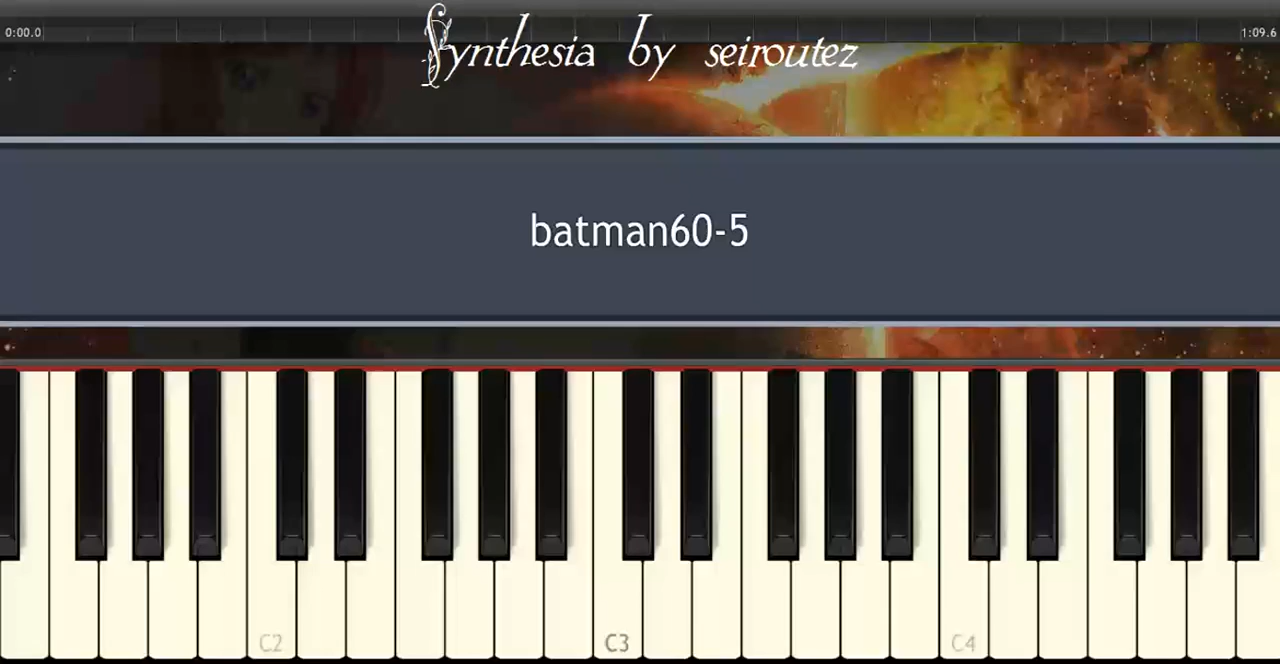 Synthesia by seiroutez
0:00.0
1:09.6
batman60-5
C2
C3
C4